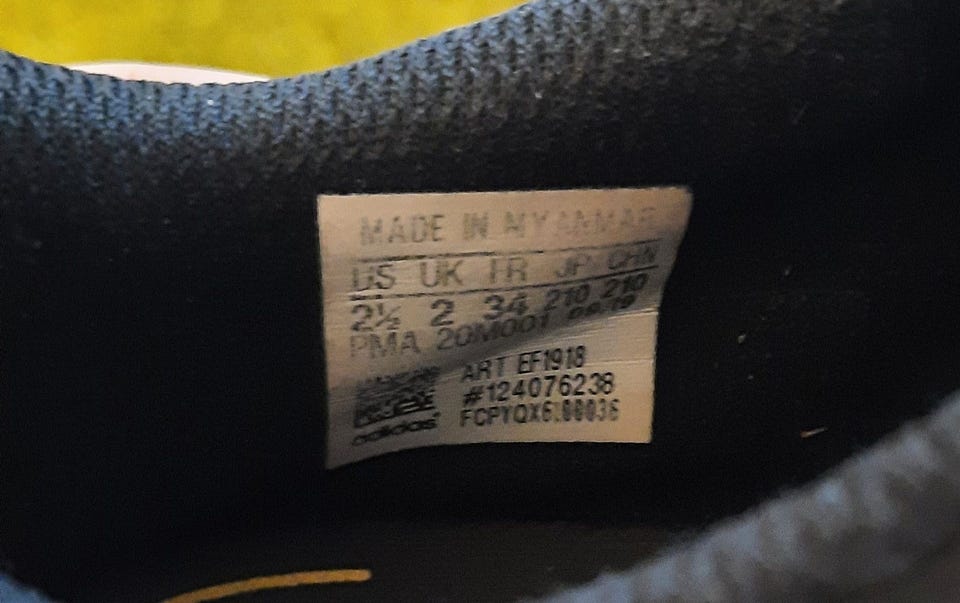 MADE IN MYANMAR
US UK FR JP CHN
2½ 2 34 210 210
PMA 20M001 09.19
ART EF1918
#124076238
FCPYQX6.00036
adidas